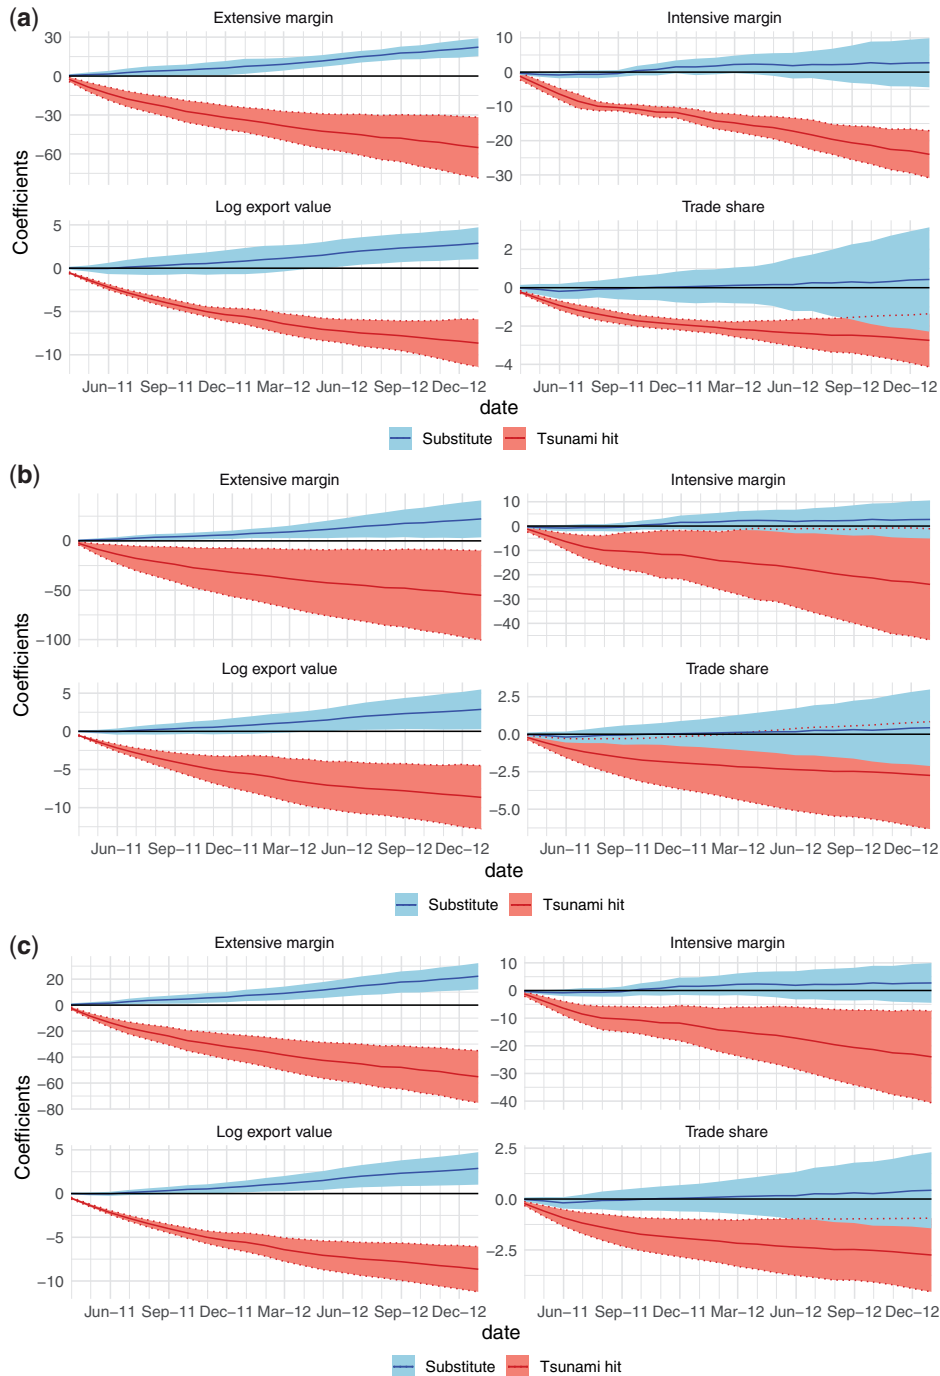 (a)
Extensive margin Intensive margin
30
0
−30
−60
10
0
−10
−20
−30
Log export value Trade share
5
0
−5
−10
2
0
−2
−4
Coefficients
Jun−11 Sep−11 Dec−11 Mar−12 Jun−12 Sep−12 Dec−12 Jun−11 Sep−11 Dec−11 Mar−12 Jun−12 Sep−12 Dec−12
date
Substitute Tsunami hit
(b)
Extensive margin Intensive margin
0
−50
−100
10
0
−10
−20
−30
−40
Log export value Trade share
5
0
−5
−10
2.5
0.0
−2.5
−5.0
Coefficients
Jun−11 Sep−11 Dec−11 Mar−12 Jun−12 Sep−12 Dec−12 Jun−11 Sep−11 Dec−11 Mar−12 Jun−12 Sep−12 Dec−12
date
Substitute Tsunami hit
(c)
Extensive margin Intensive margin
20
0
−20
−40
−60
−80
10
0
−10
−20
−30
−40
Log export value Trade share
5
0
−5
−10
2.5
0.0
−2.5
Coefficients
Jun−11 Sep−11 Dec−11 Mar−12 Jun−12 Sep−12 Dec−12 Jun−11 Sep−11 Dec−11 Mar−12 Jun−12 Sep−12 Dec−12
date
Substitute Tsunami hit